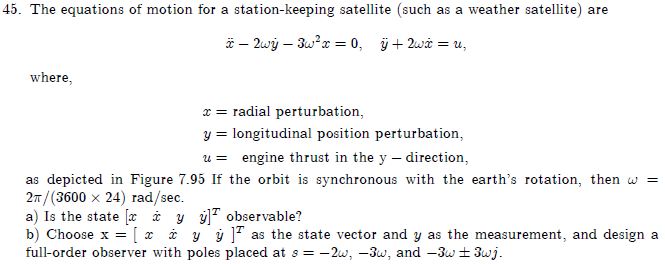 45. The equations of motion for a station-keeping satellite (such as a weather satellite) are
ẍ − 2ωẏ − 3ω²x = 0, ÿ + 2ωẋ = u,
where,
x = radial perturbation,
y = longitudinal position perturbation,
u = engine thrust in the y − direction,
as depicted in Figure 7.95 If the orbit is synchronous with the earth's rotation, then ω =
2π/(3600 × 24) rad/sec.
a) Is the state [x ẋ y ẏ]ᵀ observable?
b) Choose x = [ x ẋ y ẏ ]ᵀ as the state vector and y as the measurement, and design a
full-order observer with poles placed at s = −2ω, −3ω, and −3ω ± 3ωj.